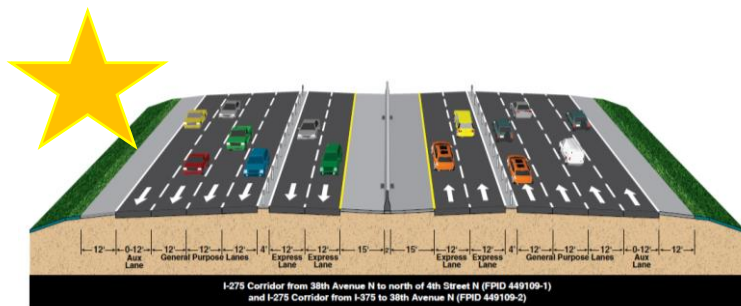 12' 0-12' 12' 12' 12' 4' 12' 12' 15' 2' 15' 12' 12' 4' 12' 12' 12' 0-12' 12'
Aux Lane General Purpose Lanes Express Lane Express Lane Express Lane Express Lane General Purpose Lanes Aux Lane
I-275 Corridor from 38th Avenue N to north of 4th Street N (FPID 449109-1)
and I-275 Corridor from I-375 to 38th Avenue N (FPID 449109-2)